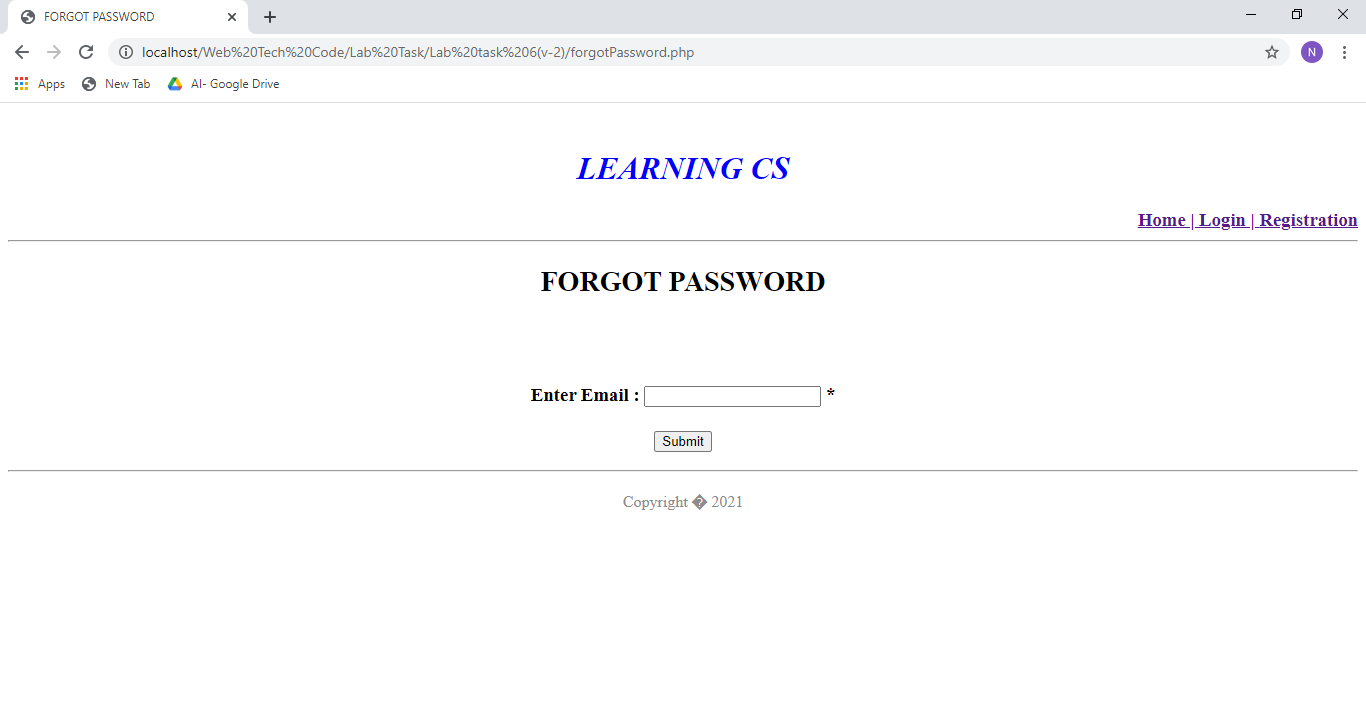 FORGOT PASSWORD
localhost/Web%20Tech%20Code/Lab%20Task/Lab%20task%206(v-2)/forgotPassword.php
N
Apps New Tab AI- Google Drive
LEARNING CS
Home | Login | Registration
FORGOT PASSWORD
Enter Email : *
Submit
Copyright � 2021